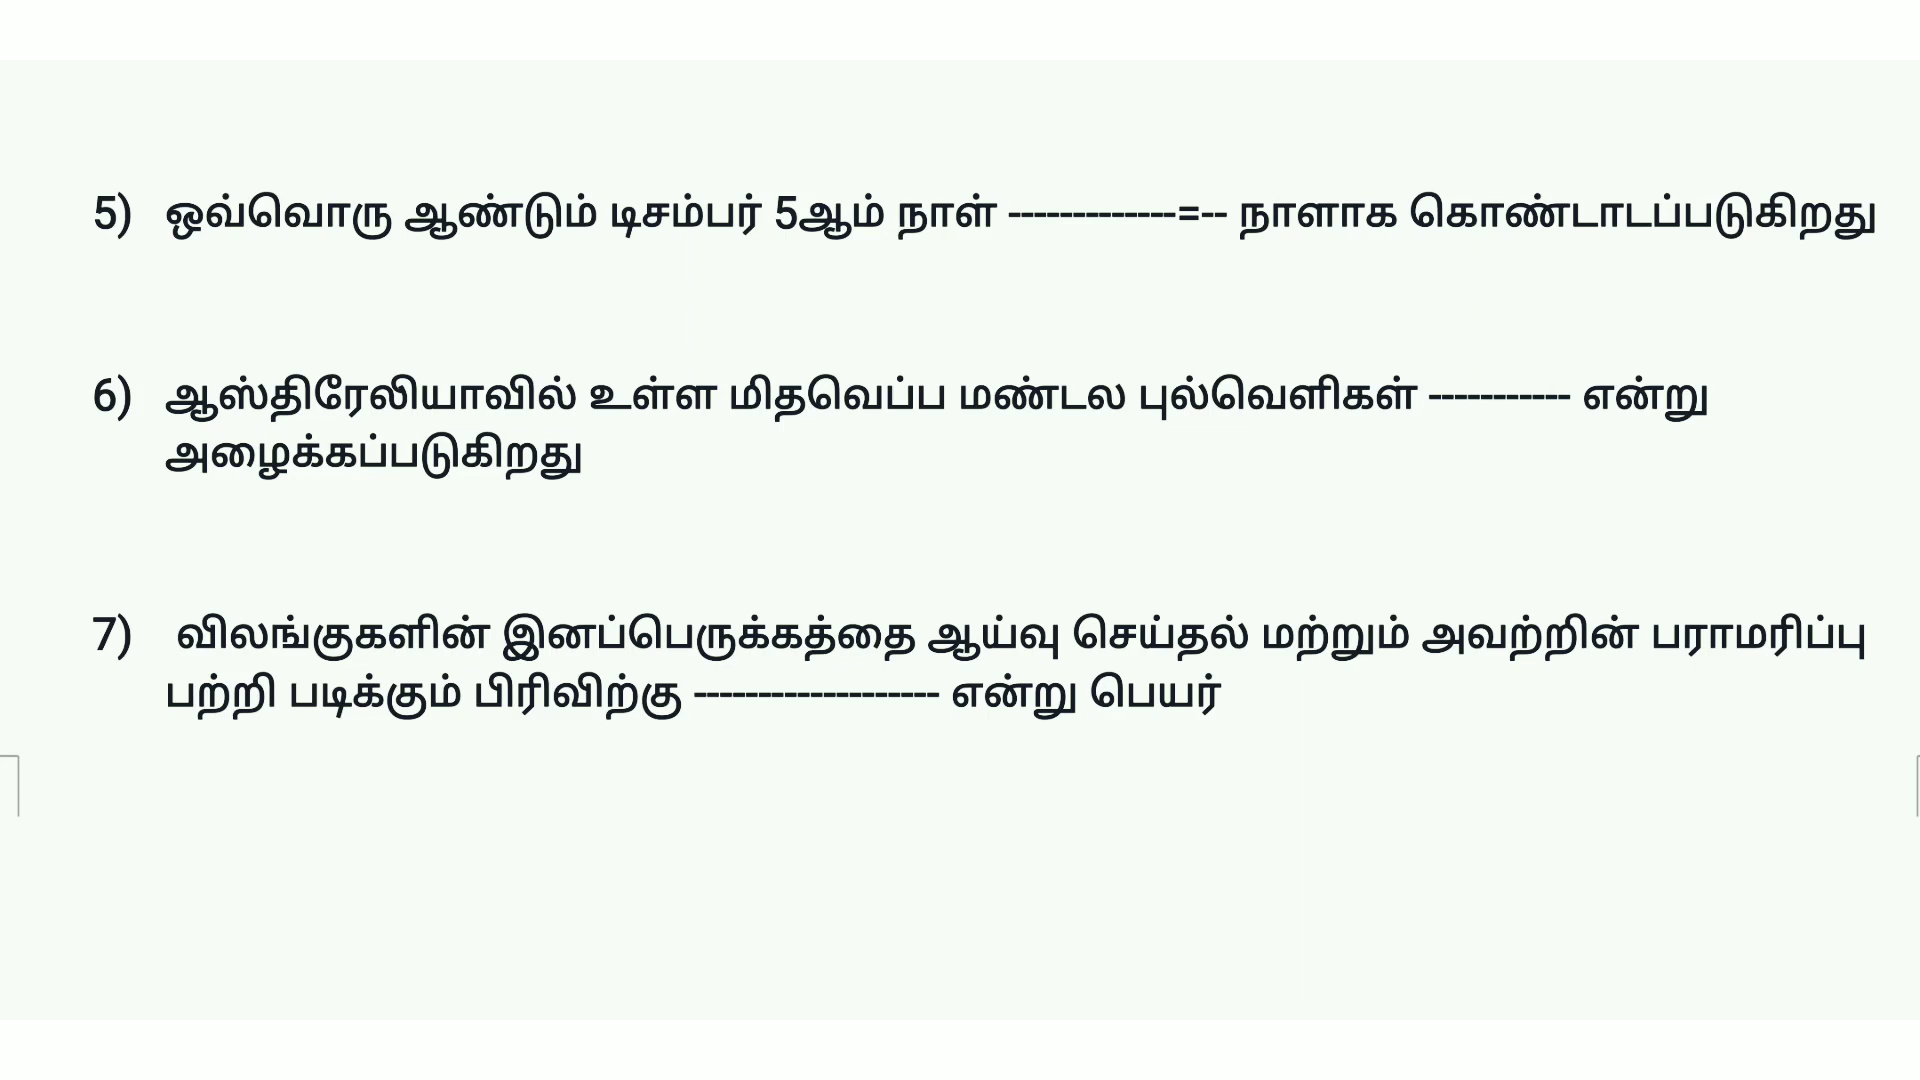 5) ஒவ்வொரு ஆண்டும் டிசம்பர் 5ஆம் நாள் -------------=-- நாளாக கொண்டாடப்படுகிறது
6) ஆஸ்திரேலியாவில் உள்ள மிதவெப்ப மண்டல புல்வெளிகள் ----------- என்று
அழைக்கப்படுகிறது
7) விலங்குகளின் இனப்பெருக்கத்தை ஆய்வு செய்தல் மற்றும் அவற்றின் பராமரிப்பு
பற்றி படிக்கும் பிரிவிற்கு ------------------- என்று பெயர்